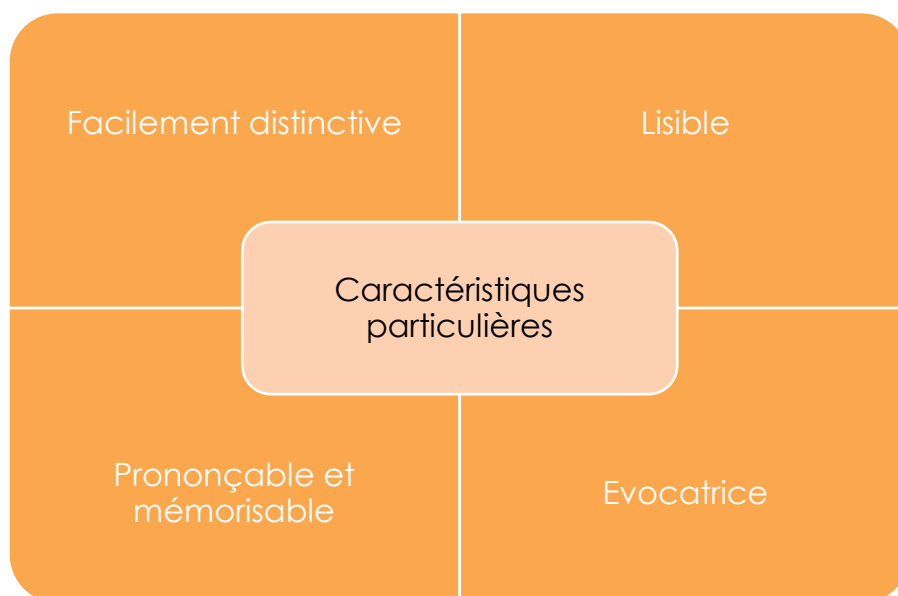 Facilement distinctive
Lisible
Caractéristiques
particulières
Prononçable et
mémorisable
Evocatrice